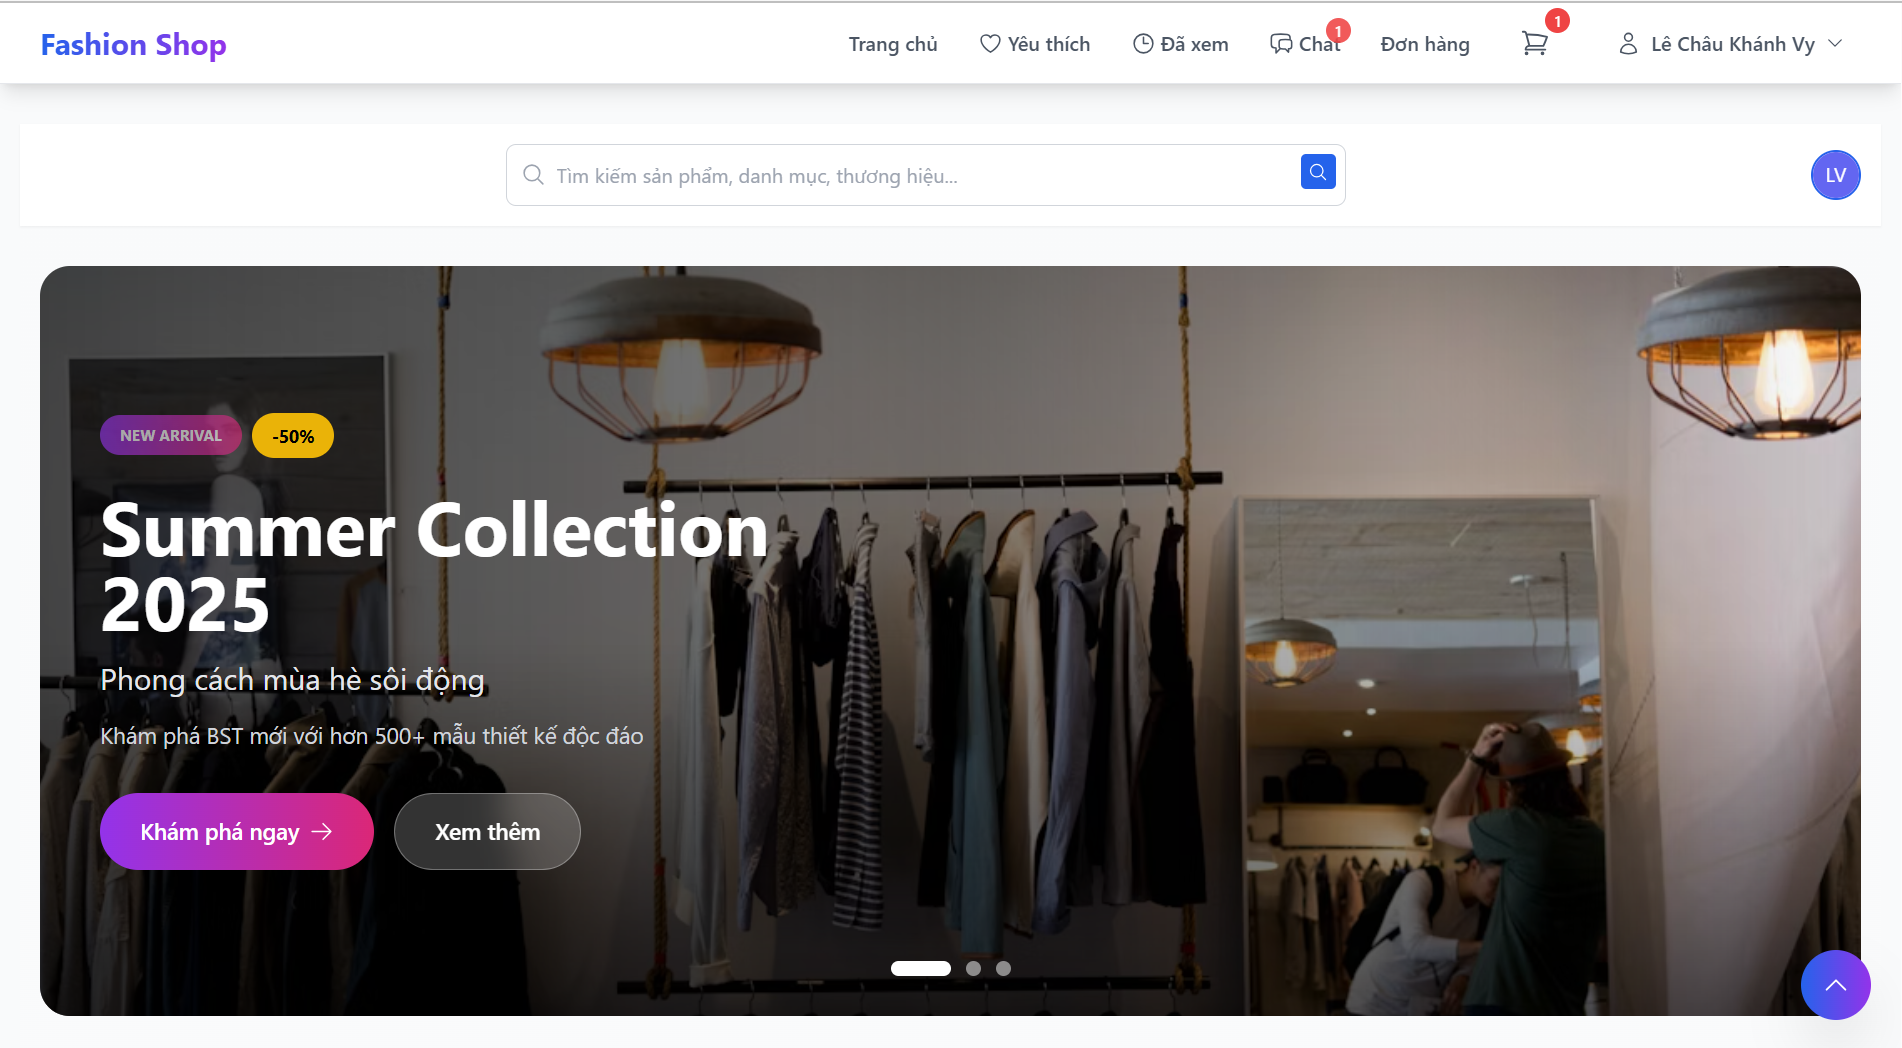 Fashion Shop
Trang chủ
Yêu thích
Đã xem
Chat
1
Đơn hàng
1
Lê Châu Khánh Vy
Tìm kiếm sản phẩm, danh mục, thương hiệu...
LV
NEW ARRIVAL
-50%
Summer Collection
2025
Phong cách mùa hè sôi động
Khám phá BST mới với hơn 500+ mẫu thiết kế độc đáo
Khám phá ngay
Xem thêm